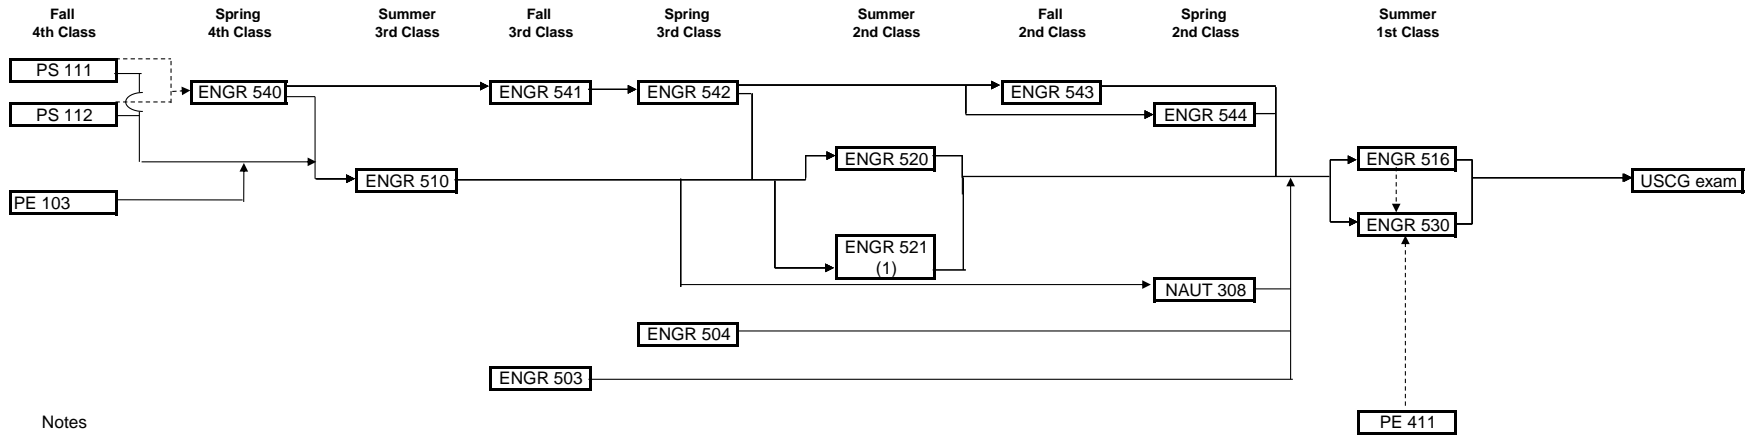 Fall
4th Class
Spring
4th Class
Summer
3rd Class
Fall
3rd Class
Spring
3rd Class
Summer
2nd Class
Fall
2nd Class
Spring
2nd Class
Summer
1st Class
PS 111
PS 112
PE 103
ENGR 540
ENGR 510
ENGR 541
ENGR 503
ENGR 542
ENGR 504
ENGR 520
ENGR 521
(1)
ENGR 543
ENGR 544
NAUT 308
ENGR 516
ENGR 530
PE 411
USCG exam
Notes